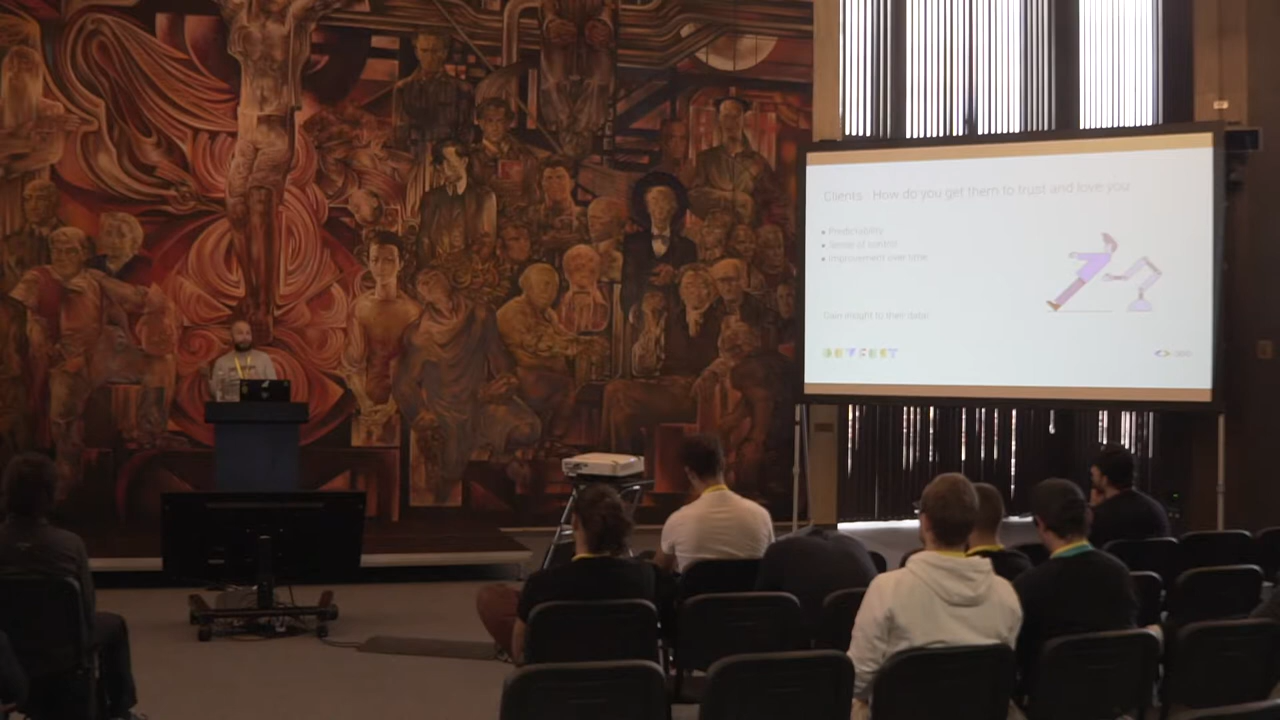 Clients : How do you get them to trust and love you
• Predictability
• Sense of control
• Improvement over time
Own insight to their data
DEVFEST